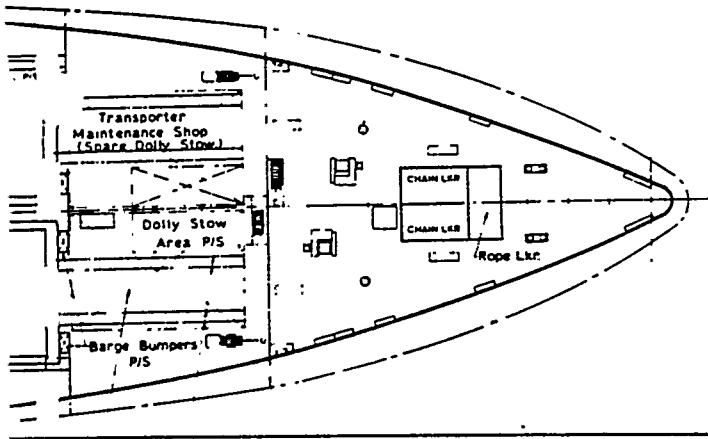 P/S
Transporter
Maintenance Shop
(Spare Dolly Stow.)
CHAIN LKR
CHAIN LKR
Dolly Stow
Area P/S
Rope Lkr.
Barge Bumpers
P/S